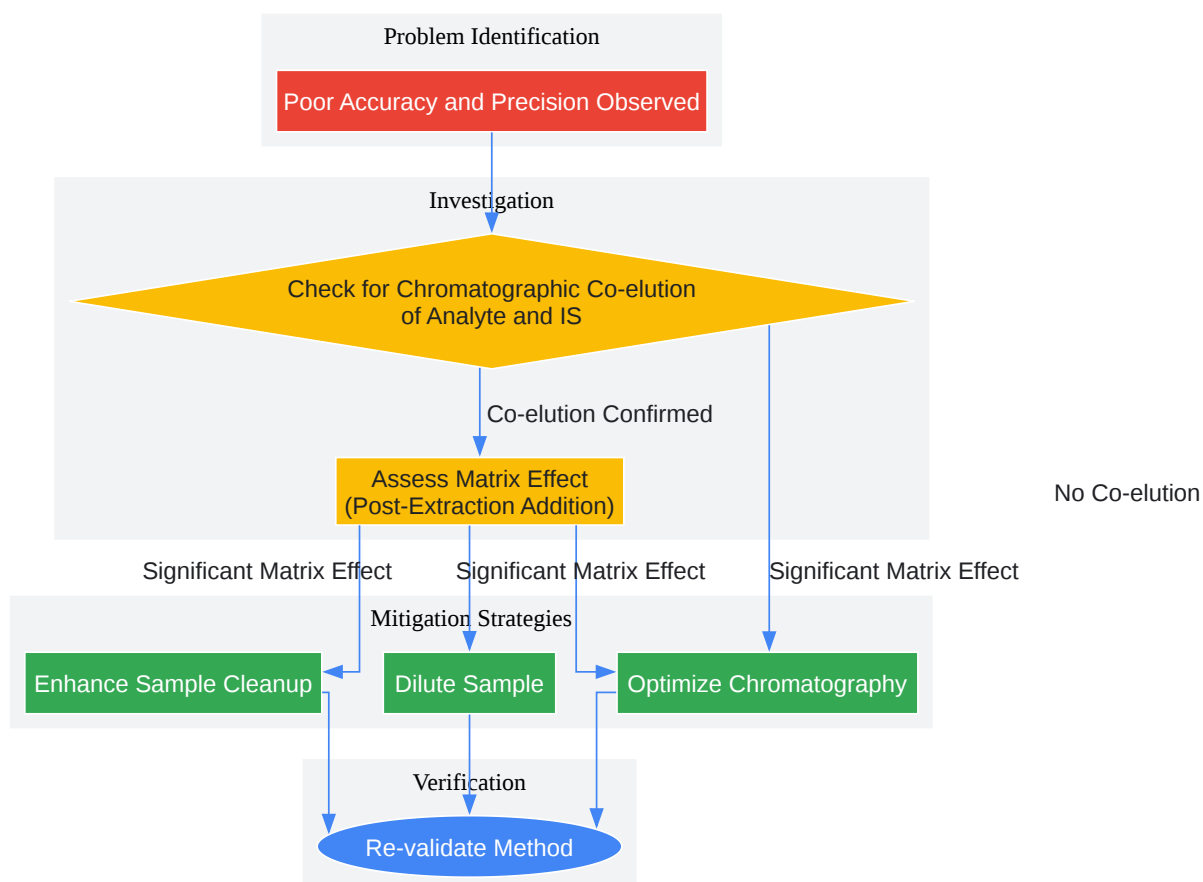 Problem Identification
Poor Accuracy and Precision Observed
Investigation
Check for Chromatographic Co-elution
of Analyte and IS
Co-elution Confirmed
Assess Matrix Effect
(Post-Extraction Addition)
No Co-elution
Significant Matrix Effect
Significant Matrix Effect
Significant Matrix Effect
Mitigation Strategies
Enhance Sample Cleanup
Dilute Sample
Optimize Chromatography
Verification
Re-validate Method